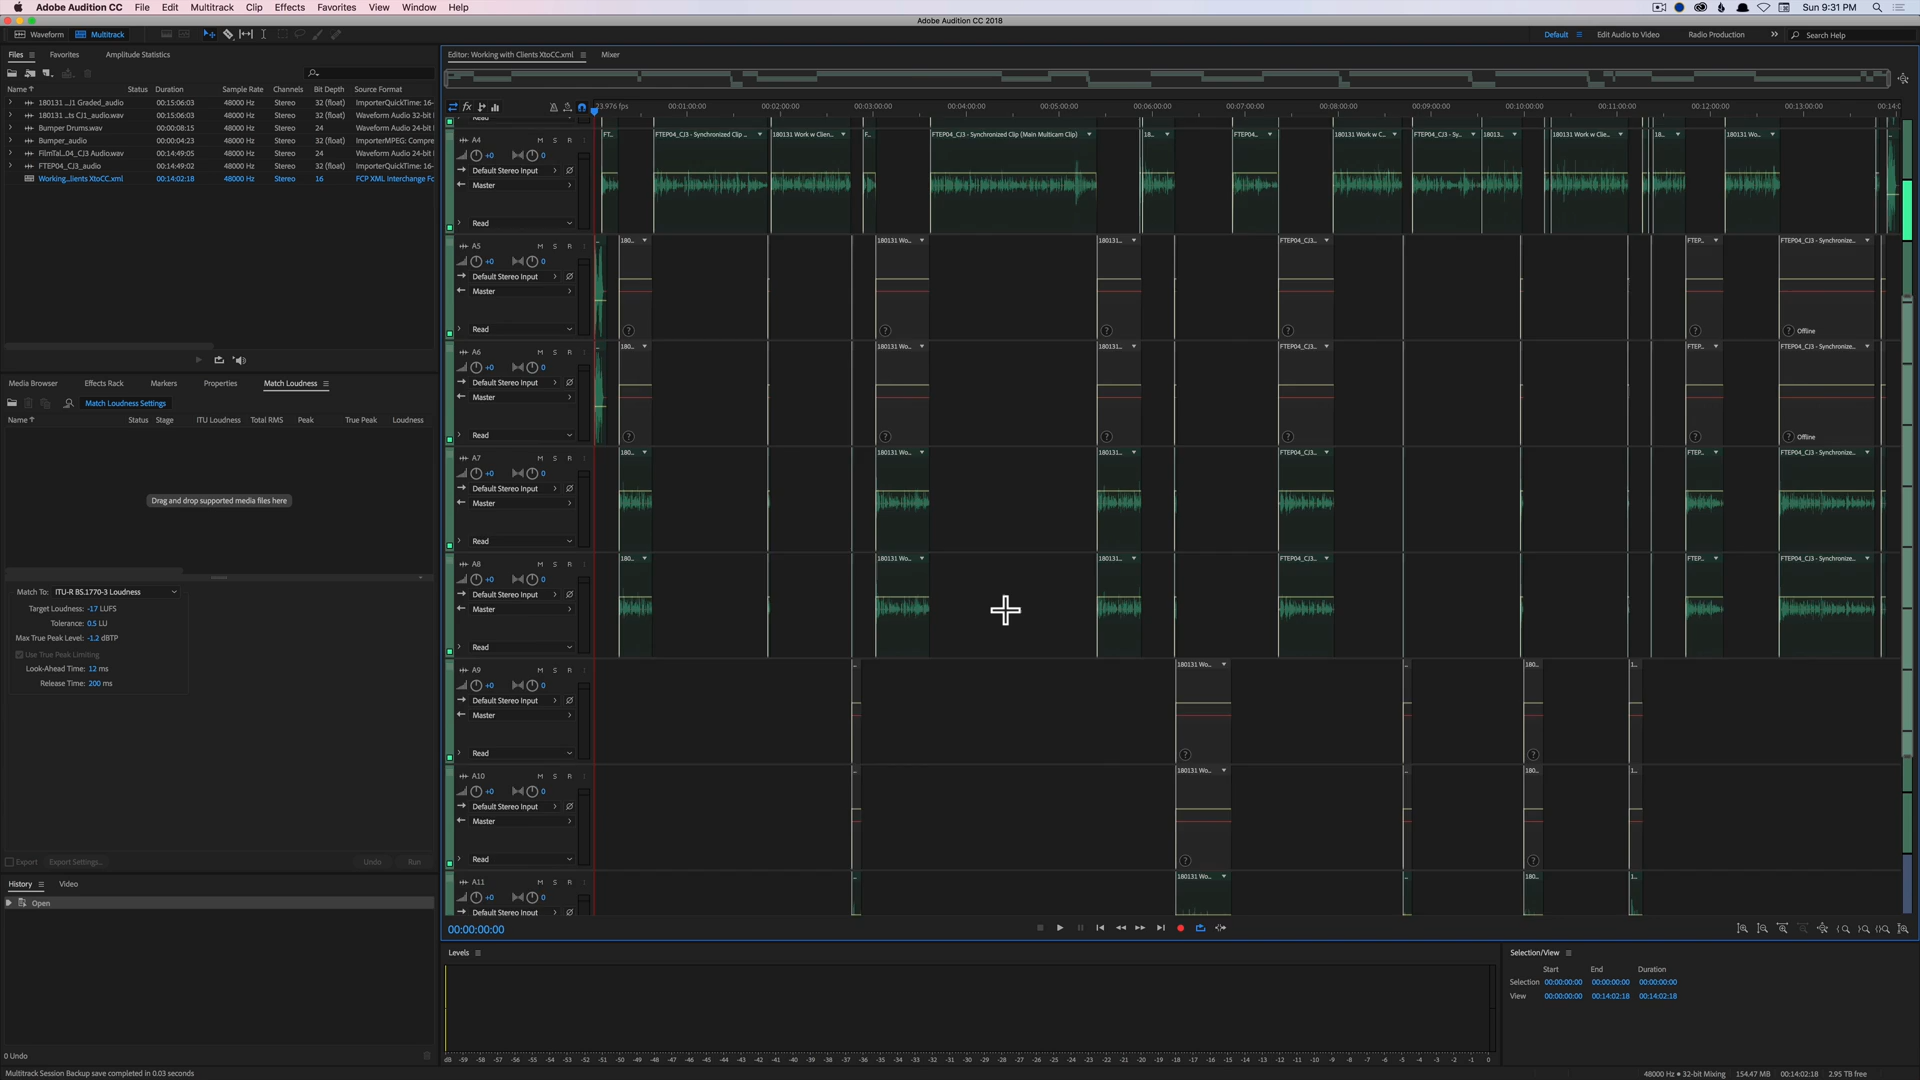 Adobe Audition CC File Edit Multitrack Clip Effects Favorites View Window Help Sun 9:31 PM
Adobe Audition CC 2018
Waveform Multitrack Default Edit Audio to Video Radio Production Search Help
Files Favorites Amplitude Statistics
Name Status Duration Sample Rate Channels Bit Depth Source Format
180131 ...J1 Graded_audio 00:15:06:03 48000 Hz Stereo 32 (float) ImporterQuickTime: 16-
180131 ...ts CJ1_audio.wav 00:15:06:03 48000 Hz Stereo 32 (float) Waveform Audio 32-bit I
Bumper Drums.wav 00:00:08:15 48000 Hz Stereo 24 Waveform Audio 24-bit I
Bumper_audio 00:00:04:23 48000 Hz Stereo 32 (float) ImporterMPEG: Compre
FilmTal...04_CJ3 Audio.wav 00:14:49:05 48000 Hz Stereo 24 Waveform Audio 24-bit I
FTEP04_CJ3_audio 00:14:49:02 48000 Hz Stereo 32 (float) ImporterQuickTime: 16-
Working...lients XtoCC.xml 00:14:02:18 48000 Hz Stereo 16 FCP XML Interchange Fo
Media Browser Effects Rack Markers Properties Match Loudness
Match Loudness Settings
Name Status Stage ITU Loudness Total RMS Peak True Peak Loudness
Drag and drop supported media files here
Match To: ITU-R BS.1770-3 Loudness
Target Loudness: -17 LUFS
Tolerance: 0.5 LU
Max True Peak Level: -1.2 dBTP
Use True Peak Limiting
Look-Ahead Time: 12 ms
Release Time: 200 ms
Export Export Settings... Undo Run
History Video
Open
0 Undo
Multitrack Session Backup save completed in 0.03 seconds
Editor: Working with Clients XtoCC.xml Mixer
23.976 fps 00:01:00:00 00:02:00:00 00:03:00:00 00:04:00:00 00:05:00:00 00:06:00:00 00:07:00:00 00:08:00:00 00:09:00:00 00:10:00:00 00:11:00:00 00:12:00:00 00:13:00:00 00:14:0
Read
A4 M S R I FT... FTEP04_CJ3 - Synchronized Clip ... 180131 Work w Clien... F... FTEP04_CJ3 - Synchronized Clip (Main Multicam Clip) 18... FTEP04... 180131 Work w C... FTEP04_CJ3 - Sy... 18013... 180131 Work w Clie... 18... 180131 Wo...
+0 0
Default Stereo Input
Master
Read
A5 M S R I 180... 180131 Wo... 180131... FTEP04_CJ3... FTEP... FTEP04_CJ3 - Synchronize...
+0 0
Default Stereo Input
Master
Read ? ? ? ? ? ? Offline
A6 M S R I 180... 180131 Wo... 180131... FTEP04_CJ3... FTEP... FTEP04_CJ3 - Synchronize...
+0 0
Default Stereo Input
Master
Read ? ? ? ? ? ? Offline
A7 M S R I 180... 180131 Wo... 180131... FTEP04_CJ3... FTEP... FTEP04_CJ3 - Synchronize...
+0 0
Default Stereo Input
Master
Read
A8 M S R I 180... 180131 Wo... 180131... FTEP04_CJ3... FTEP... FTEP04_CJ3 - Synchronize...
+0 0
Default Stereo Input
Master
Read
A9 M S R I ... 180131 Wo... ... 180... 1...
+0 0
Default Stereo Input
Master
Read ? ?
A10 M S R I ... 180131 Wo... ... 180... 1...
+0 0
Default Stereo Input
Master
Read ? ?
A11 M S R I ... 180131 Wo... ... 180... 1...
+0 0
Default Stereo Input
00:00:00:00
Levels
dB -59 -58 -57 -56 -55 -54 -53 -52 -51 -50 -49 -48 -47 -46 -45 -44 -43 -42 -41 -40 -39 -38 -37 -36 -35 -34 -33 -32 -31 -30 -29 -28 -27 -26 -25 -24 -23 -22 -21 -20 -19 -18 -17 -16 -15 -14 -13 -12 -11 -10 -9 -8 -7 -6 -5 -4 -3 -2 -1 0
Selection/View
Start End Duration
Selection 00:00:00:00 00:00:00:00 00:00:00:00
View 00:00:00:00 00:14:02:18 00:14:02:18
48000 Hz • 32-bit Mixing 154.47 MB 00:14:02:18 2.95 TB free